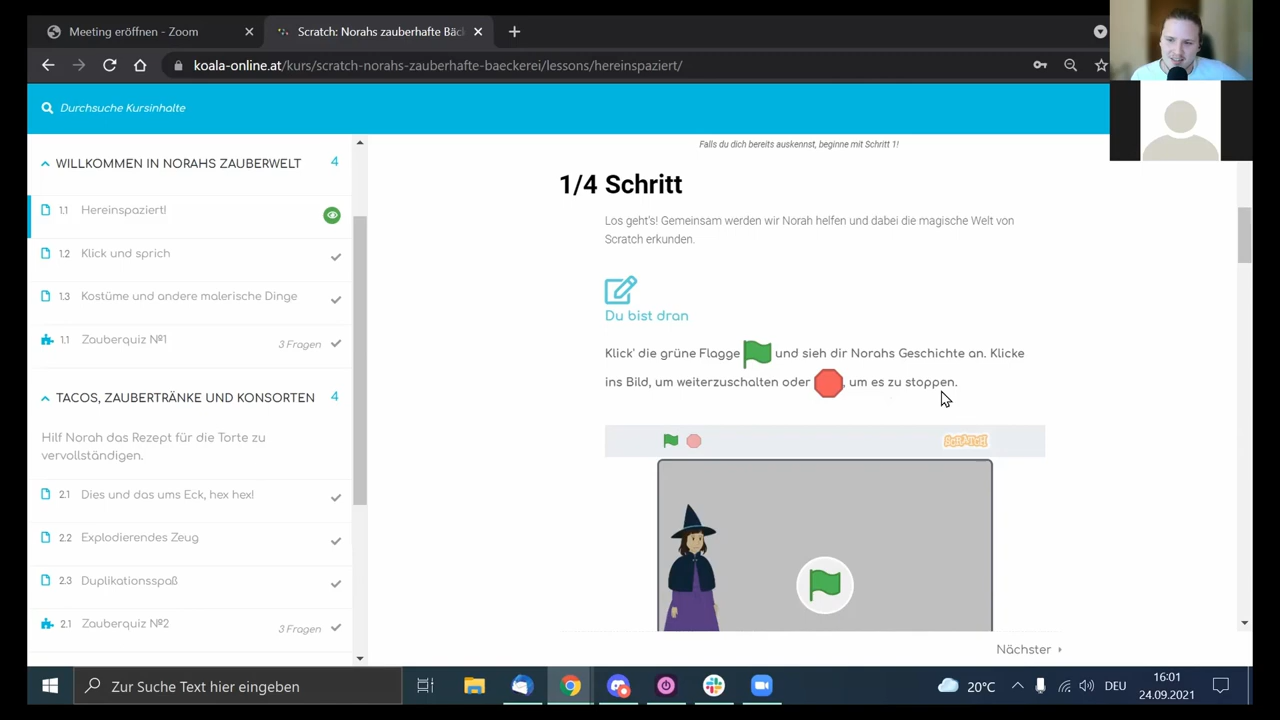 Meeting eröffnen - Zoom
Scratch: Norahs zauberhafte Bäc
koala-online.at/kurs/scratch-norahs-zauberhafte-baeckerei/lessons/hereinspaziert/
Durchsuche Kursinhalte
WILLKOMMEN IN NORAHS ZAUBERWELT 4
1.1 Hereinspaziert!
1.2 Klick und sprich
1.3 Kostüme und andere malerische Dinge
1.1 Zauberquiz №1
3 Fragen
TACOS, ZAUBERTRÄNKE UND KONSORTEN 4
Hilf Norah das Rezept für die Torte zu
vervollständigen.
2.1 Dies und das ums Eck, hex hex!
2.2 Explodierendes Zeug
2.3 Duplikationsspaß
2.1 Zauberquiz №2
3 Fragen
Falls du dich bereits auskennst, beginne mit Schritt 1!
1/4 Schritt
Los geht's! Gemeinsam werden wir Norah helfen und dabei die magische Welt von
Scratch erkunden.
Du bist dran
Klick' die grüne Flagge und sieh dir Norahs Geschichte an. Klicke
ins Bild, um weiterzuschalten oder , um es zu stoppen.
SCRATCH
Nächster
Zur Suche Text hier eingeben
20°C
DEU
16:01
24.09.2021